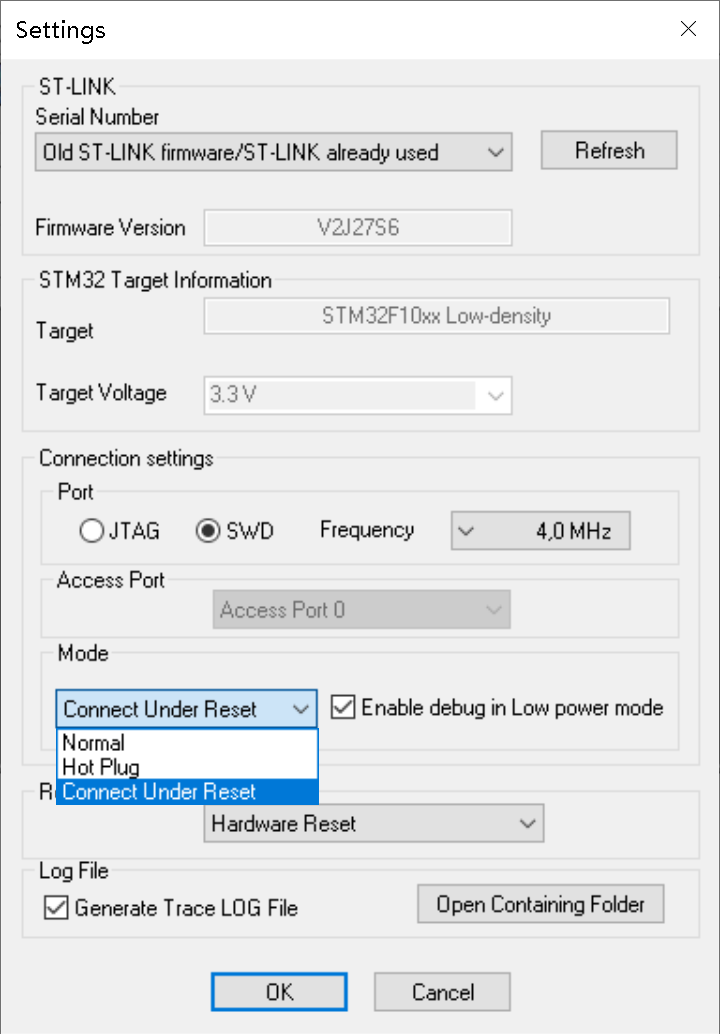 Settings
ST-LINK
Serial Number
Old ST-LINK firmware/ST-LINK already used
Refresh
Firmware Version
V2J27S6
STM32 Target Information
Target
STM32F10xx Low-density
Target Voltage
3.3 V
Connection settings
Port
JTAG
SWD
Frequency
4,0 MHz
Access Port
Access Port 0
Mode
Connect Under Reset
Enable debug in Low power mode
Normal
Hot Plug
Connect Under Reset
Hardware Reset
Log File
Generate Trace LOG File
Open Containing Folder
OK
Cancel